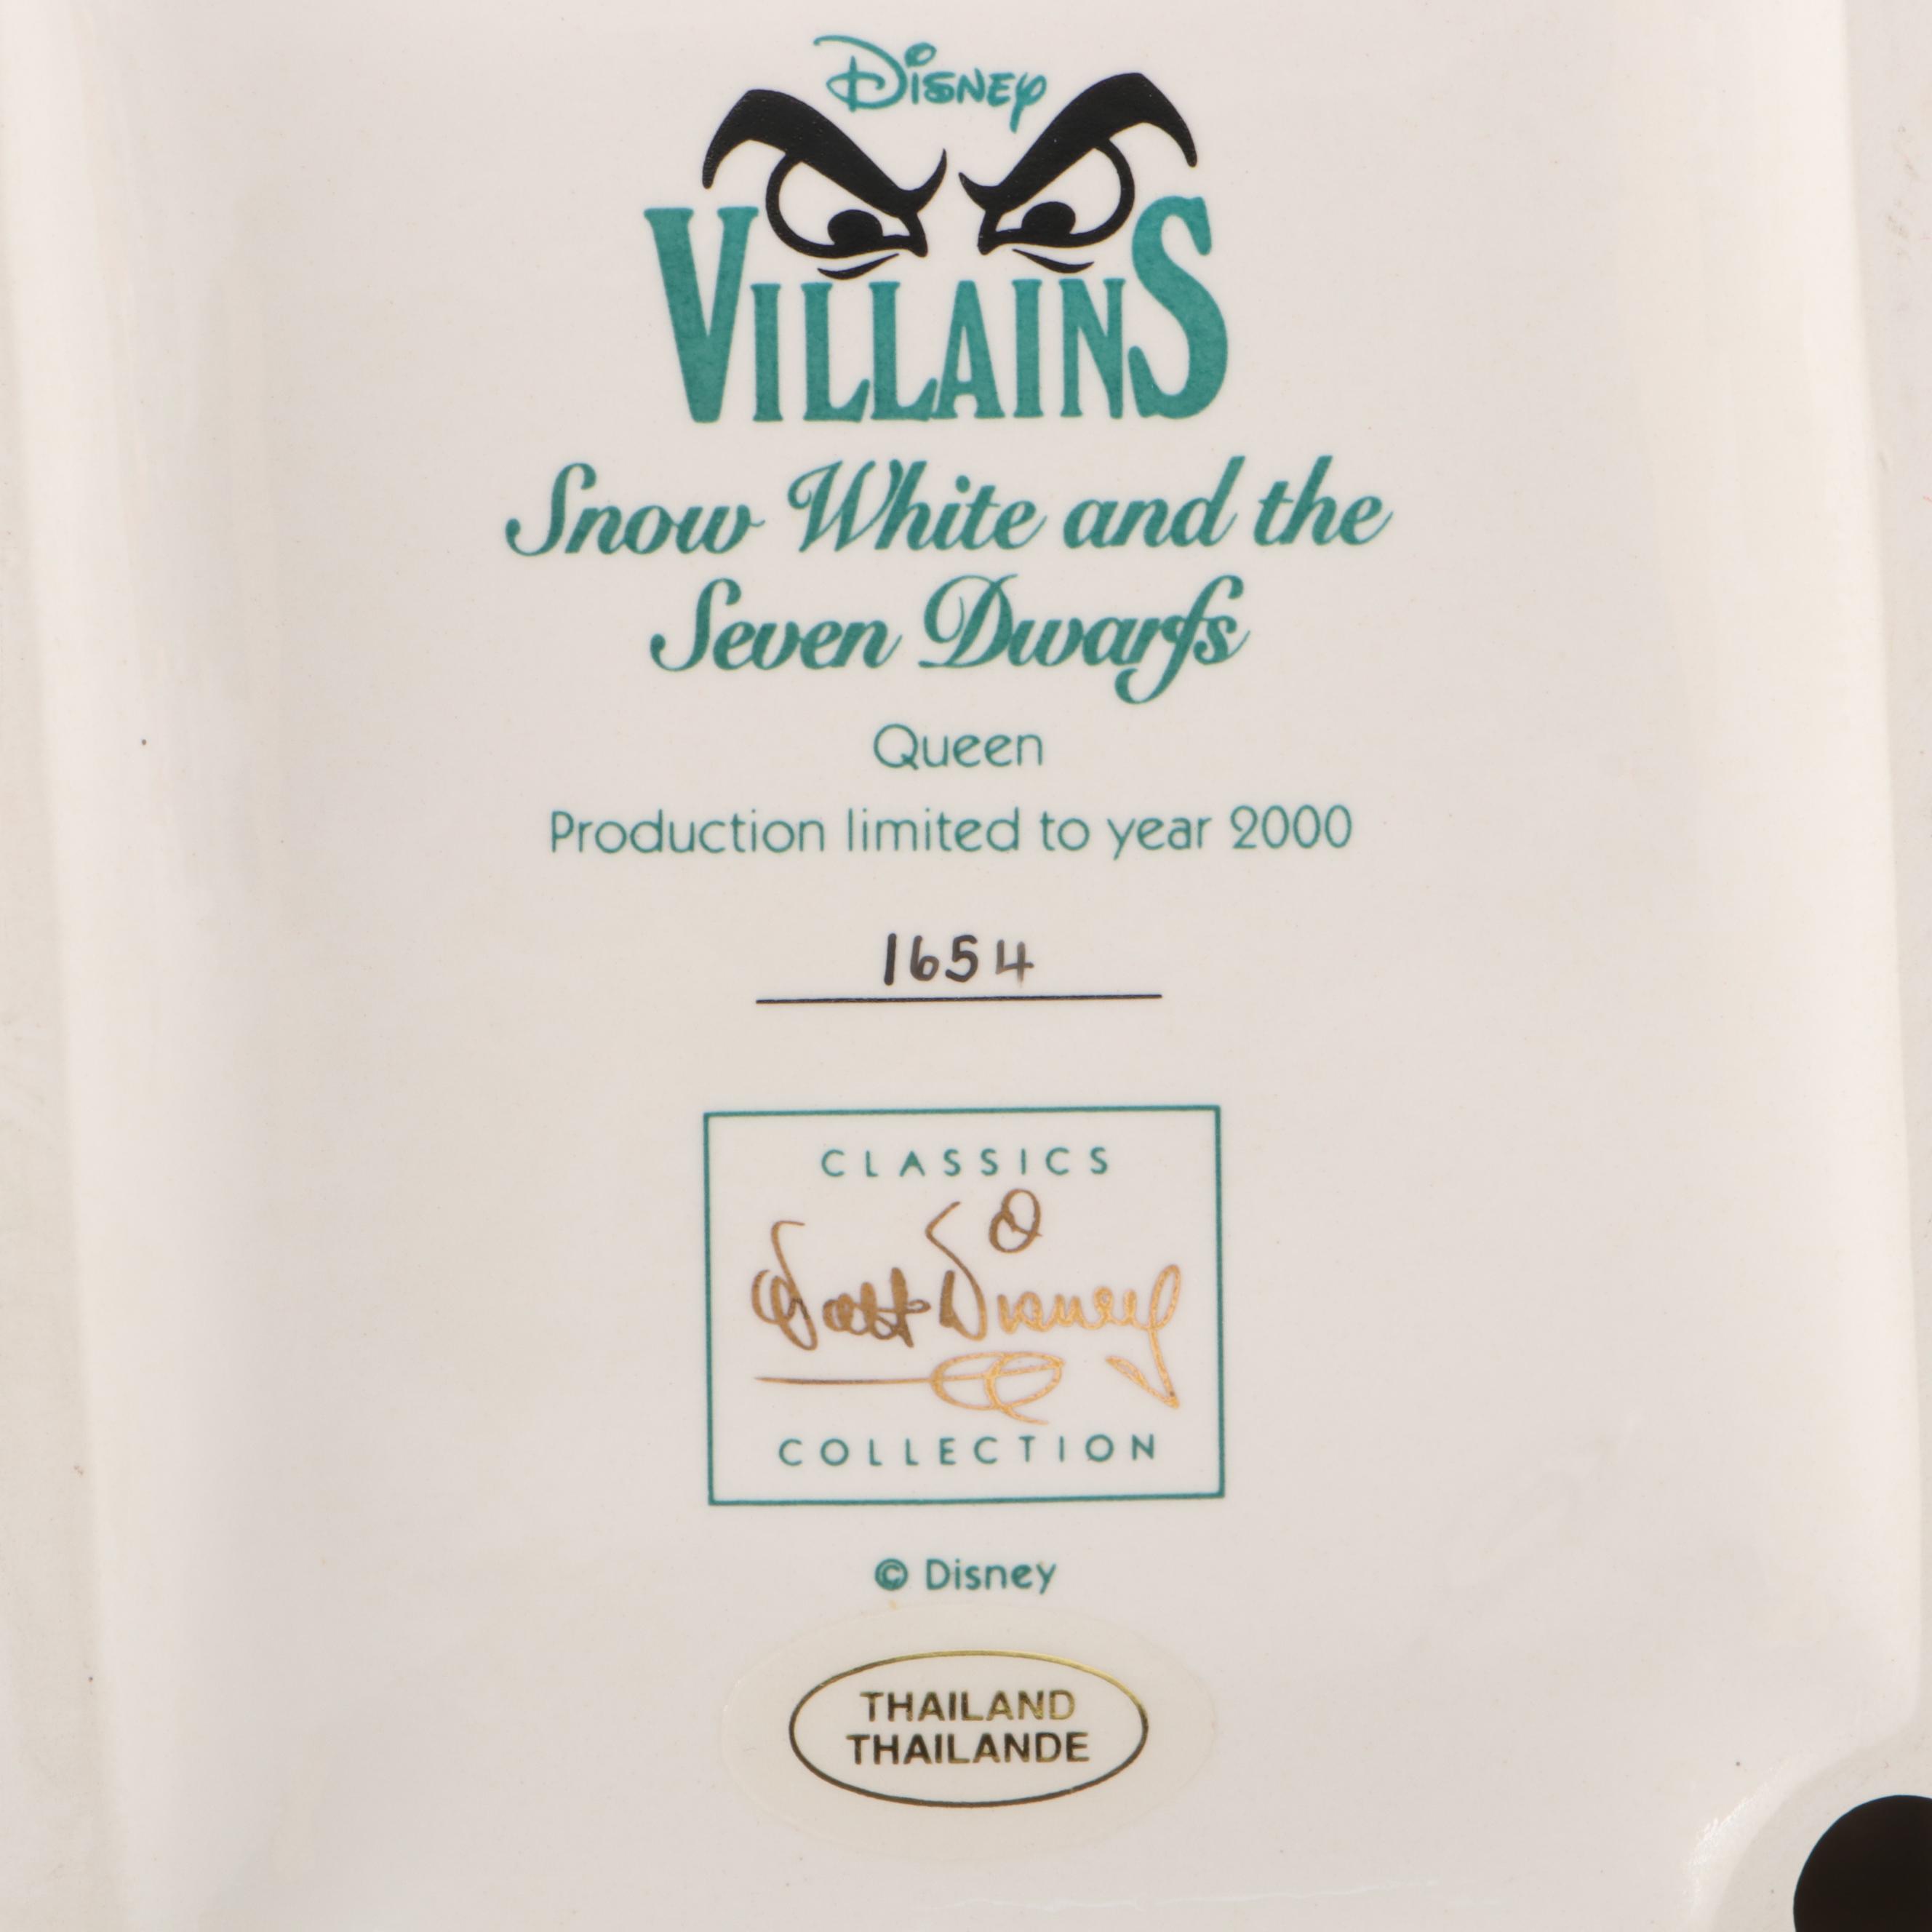 Disney
VILLAINS
Snow White and the
Seven Dwarfs
Queen
Production limited to year 2000
1654
CLASSICS
Walt Disney
COLLECTION
© Disney
THAILAND
THAILANDE